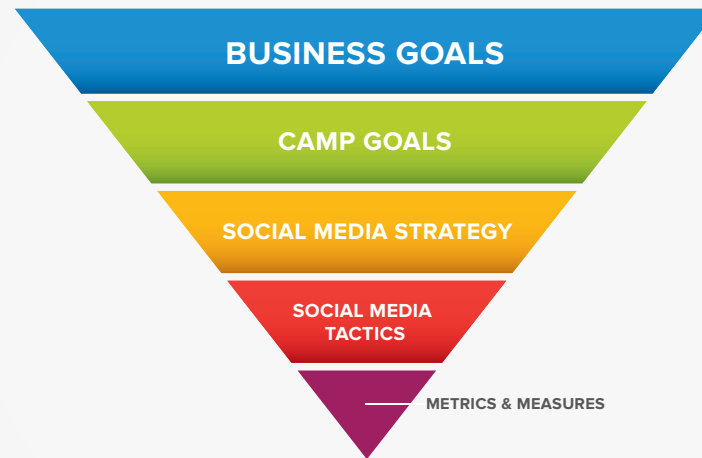 BUSINESS GOALS
CAMP GOALS
SOCIAL MEDIA STRATEGY
SOCIAL MEDIA
TACTICS
METRICS & MEASURES